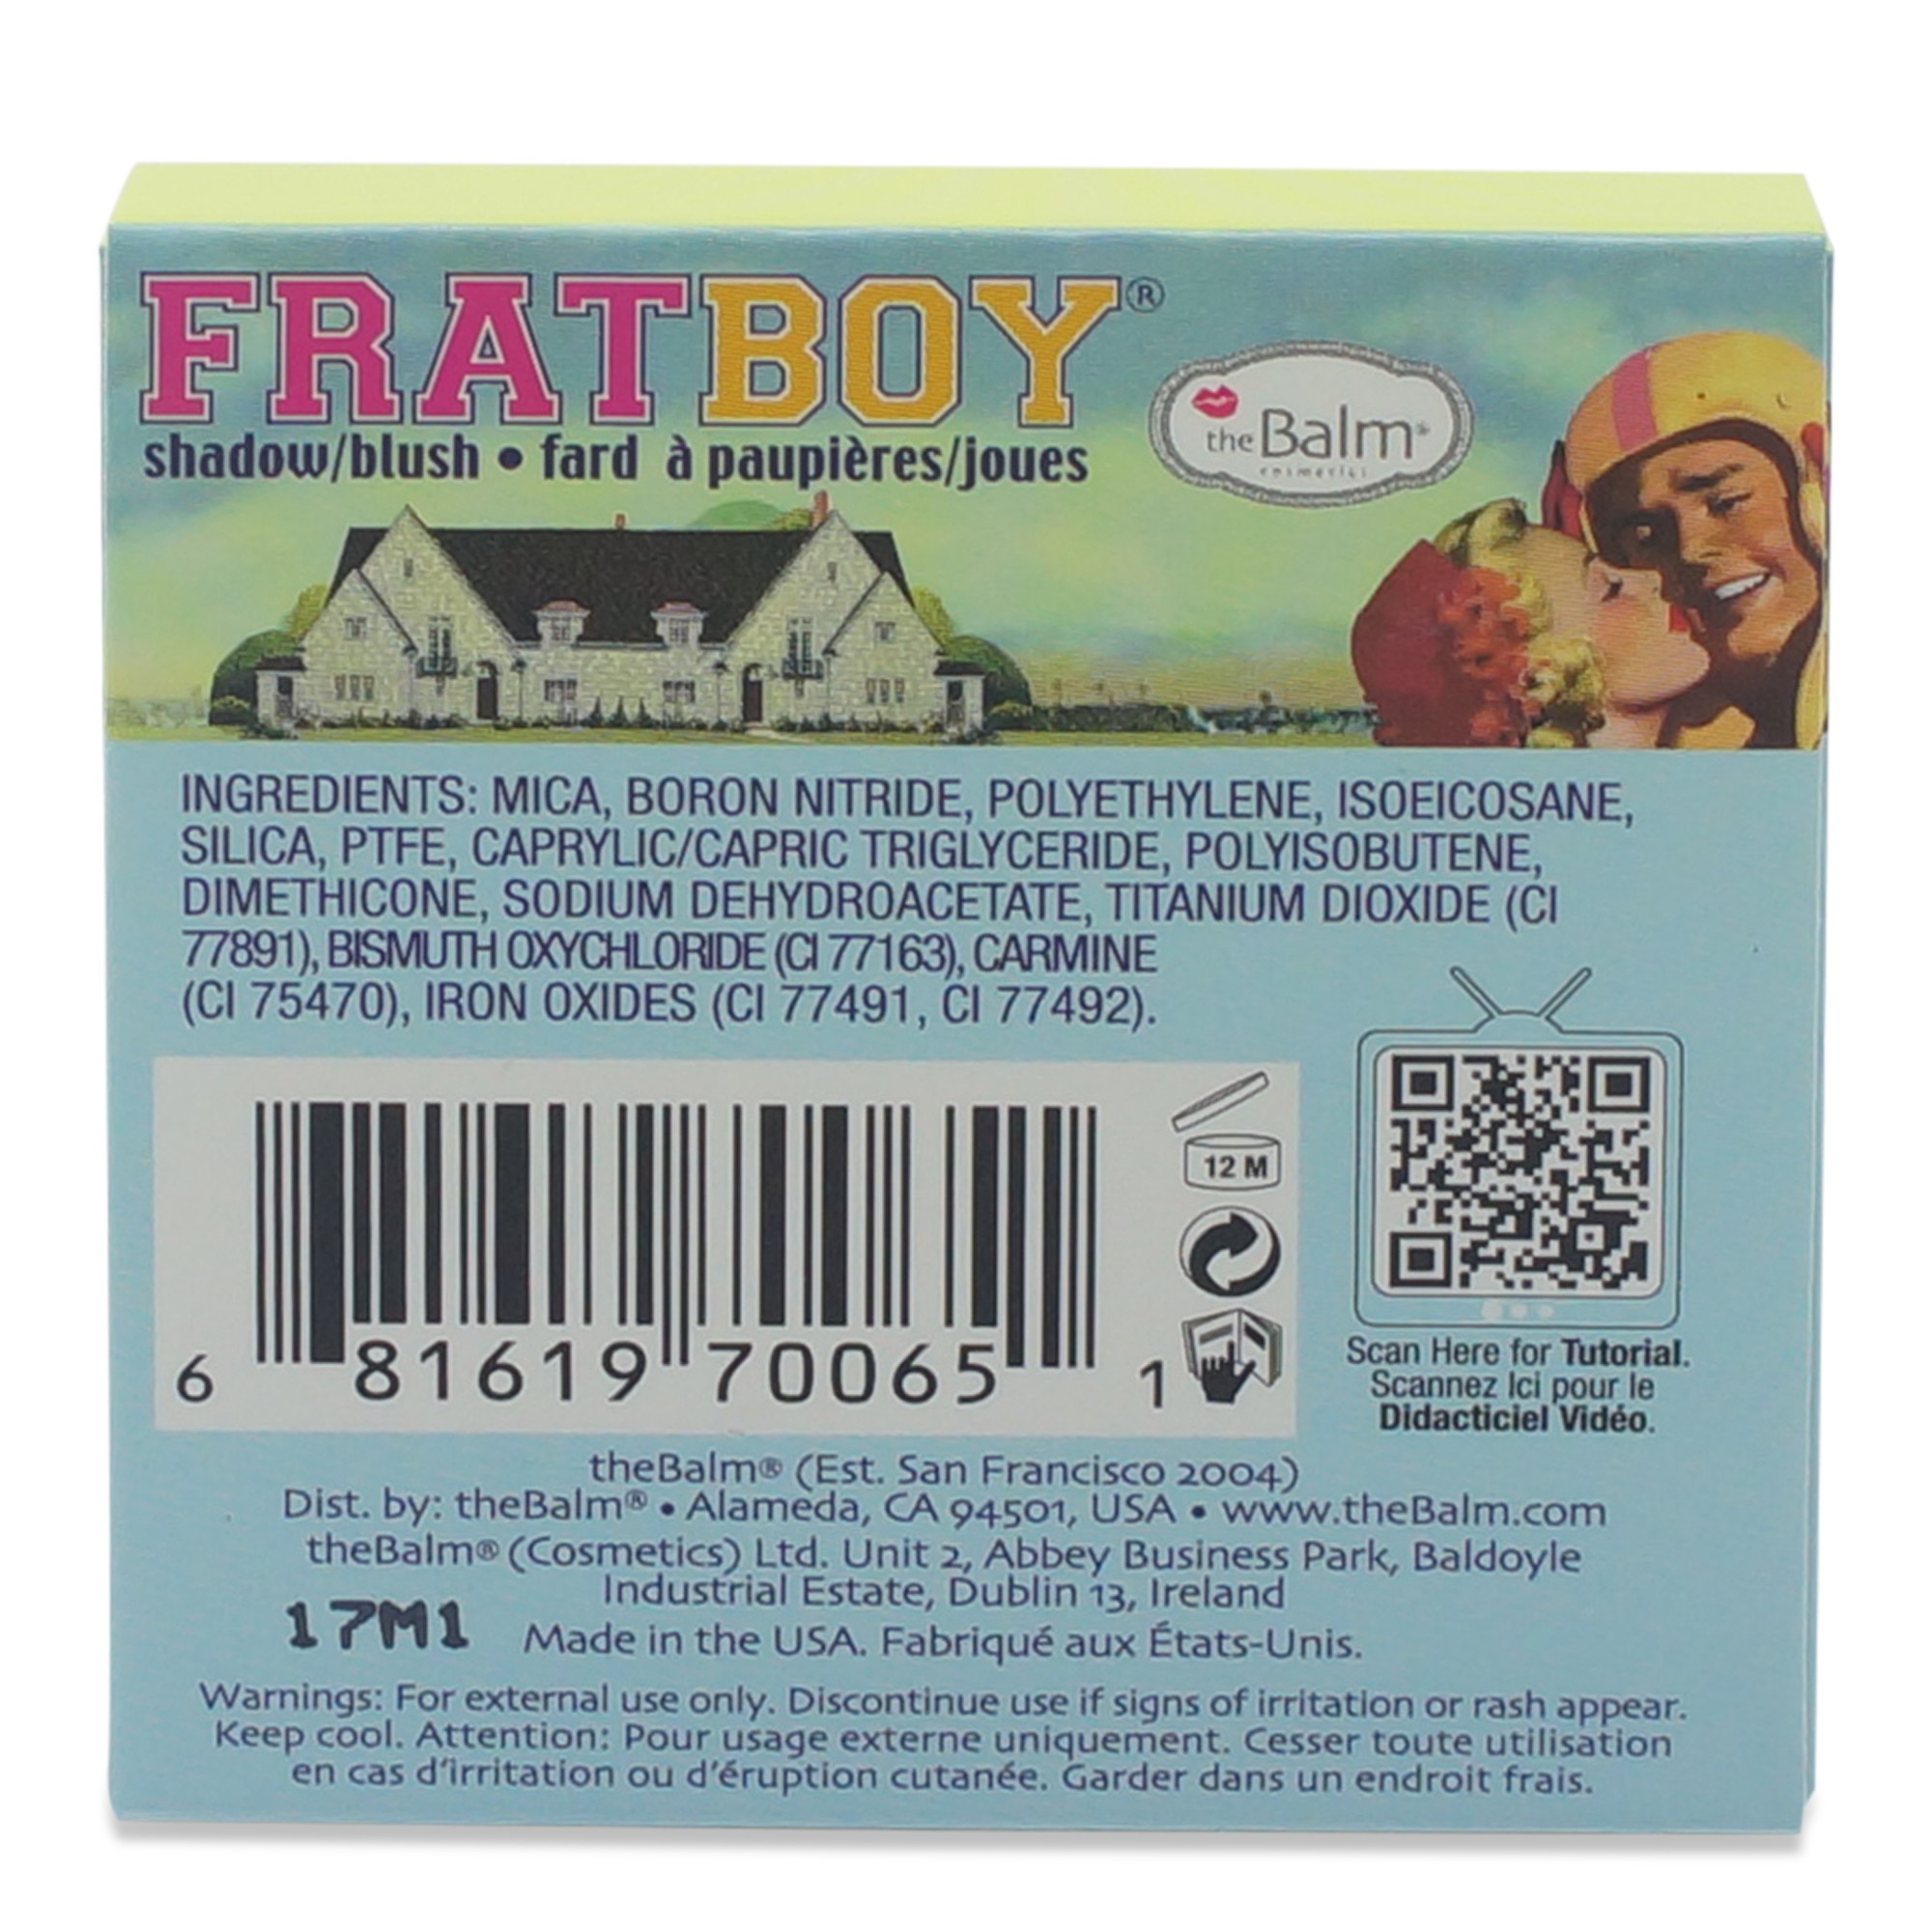 FRATBOY®
shadow/blush • fard à paupières/joues
the Balm®
cosmetics
INGREDIENTS: MICA, BORON NITRIDE, POLYETHYLENE, ISOEICOSANE,
SILICA, PTFE, CAPRYLIC/CAPRIC TRIGLYCERIDE, POLYISOBUTENE,
DIMETHICONE, SODIUM DEHYDROACETATE, TITANIUM DIOXIDE (CI
77891), BISMUTH OXYCHLORIDE (CI 77163), CARMINE
(CI 75470), IRON OXIDES (CI 77491, CI 77492).
12 M
6 81619 70065 1
Scan Here for Tutorial.
Scannez Ici pour le
Didacticiel Vidéo.
theBalm® (Est. San Francisco 2004)
Dist. by: theBalm® • Alameda, CA 94501, USA • www.theBalm.com
theBalm® (Cosmetics) Ltd. Unit 2, Abbey Business Park, Baldoyle
Industrial Estate, Dublin 13, Ireland
17M1
Made in the USA. Fabriqué aux États-Unis.
Warnings: For external use only. Discontinue use if signs of irritation or rash appear.
Keep cool. Attention: Pour usage externe uniquement. Cesser toute utilisation
en cas d'irritation ou d'éruption cutanée. Garder dans un endroit frais.